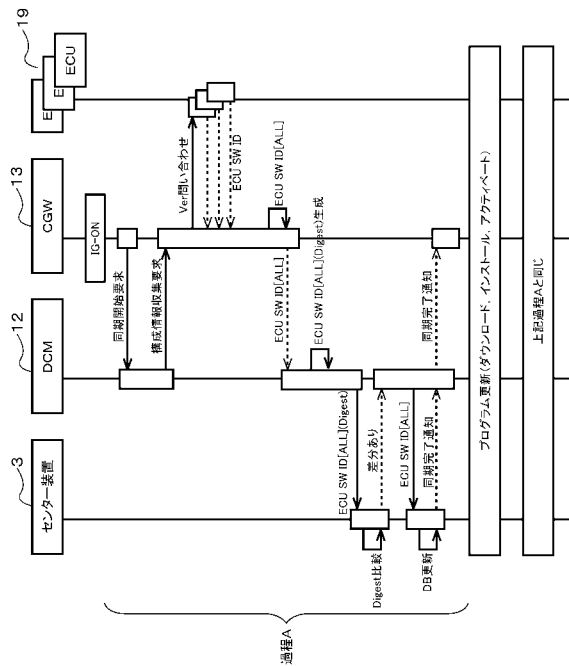 3
12
13
19
センター装置
DCM
CGW
E
E
ECU
IG-ON
同期開始要求
構成情報収集要求
Ver問い合わせ
ECU SW ID
ECU SW ID[ALL]
ECU SW ID[ALL]
ECU SW ID[ALL](Digest)生成
ECU SW ID[ALL](Digest)
Digest比較
差分あり
ECU SW ID[ALL]
DB更新
同期完了通知
同期完了通知
過程A
プログラム更新(ダウンロード、インストール、アクティベート)
上記過程Aと同じ